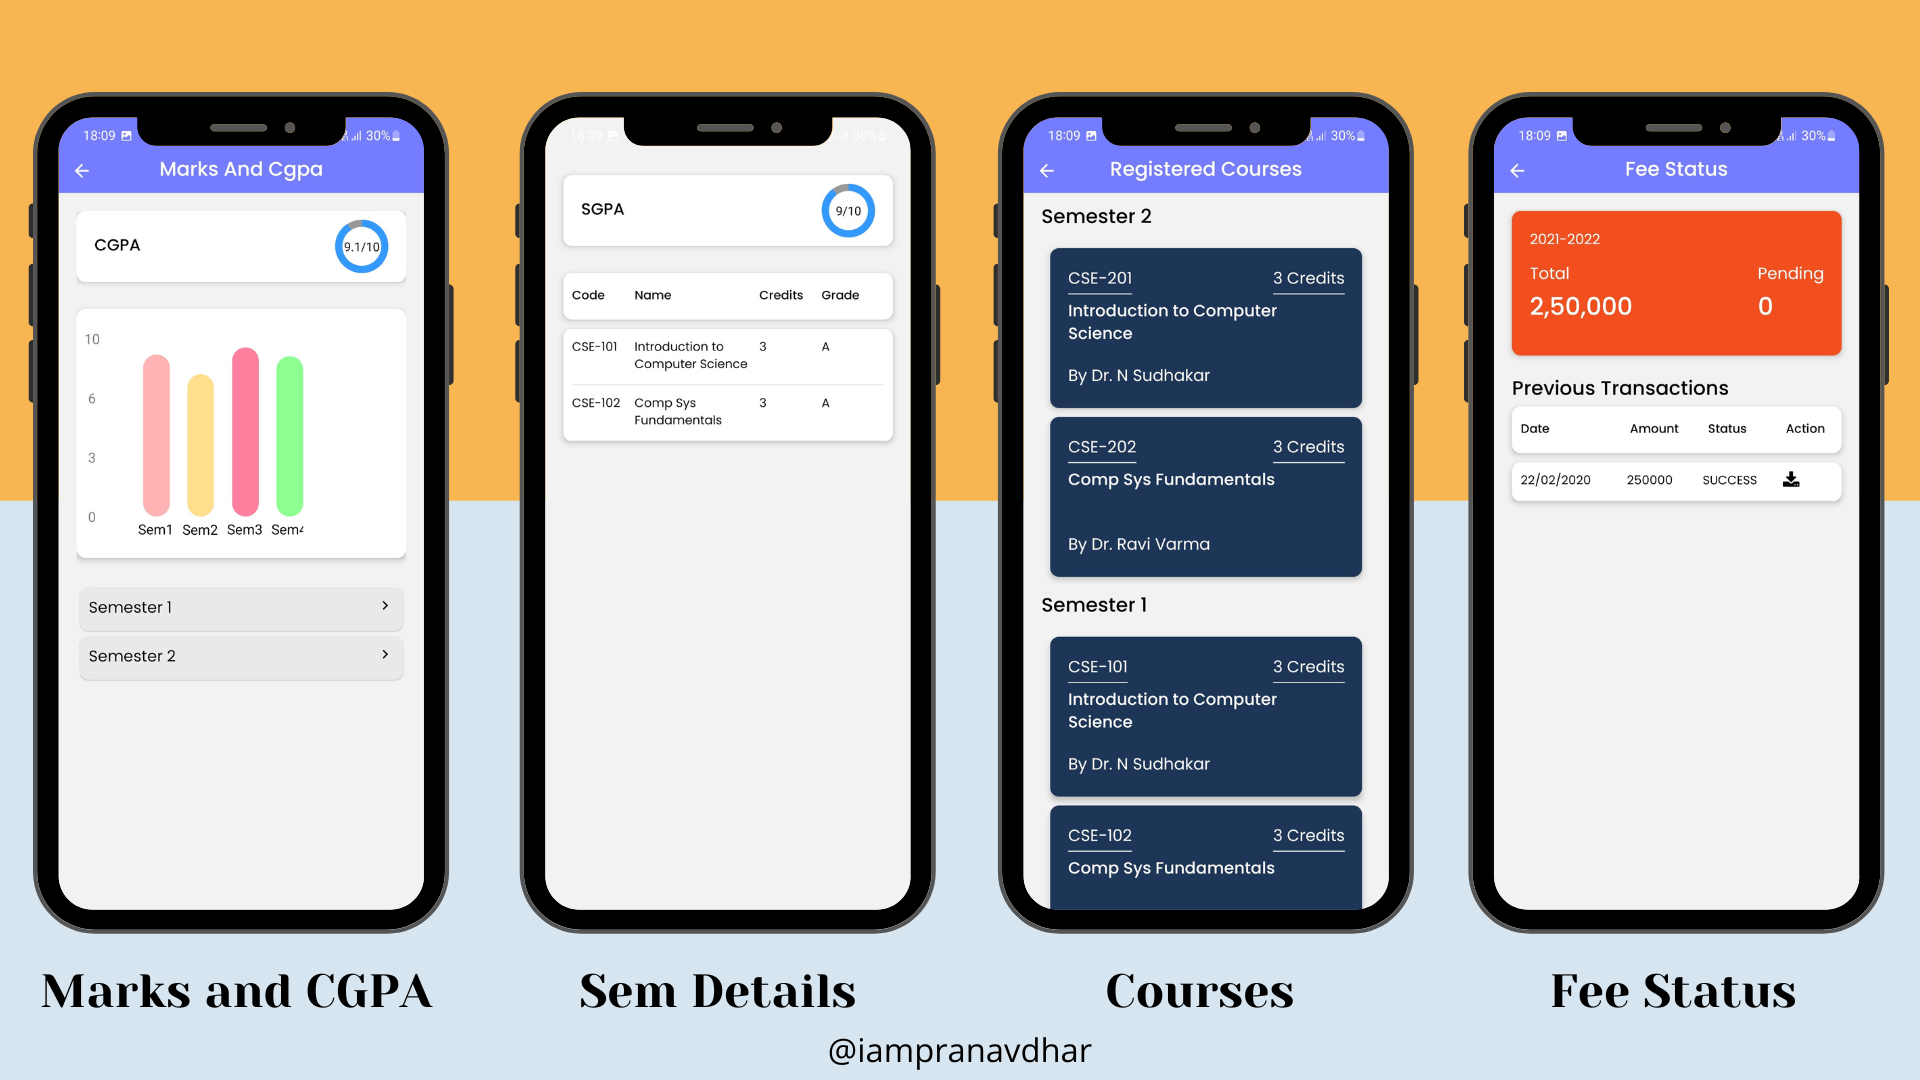 18:09
30%
Marks And Cgpa
CGPA
9.1/10
10
6
3
0
Sem1 Sem2 Sem3 Sem4
Semester 1
Semester 2
18:09
30%
SGPA
9/10
Code Name Credits Grade
CSE-101 Introduction to 3 A
Computer Science
CSE-102 Comp Sys 3 A
Fundamentals
18:09
30%
Registered Courses
Semester 2
CSE-201 3 Credits
Introduction to Computer
Science
By Dr. N Sudhakar
CSE-202 3 Credits
Comp Sys Fundamentals
By Dr. Ravi Varma
Semester 1
CSE-101 3 Credits
Introduction to Computer
Science
By Dr. N Sudhakar
CSE-102 3 Credits
Comp Sys Fundamentals
18:09
30%
Fee Status
2021-2022
Total Pending
2,50,000 0
Previous Transactions
Date Amount Status Action
22/02/2020 250000 SUCCESS
Marks and CGPA
Sem Details
Courses
Fee Status
@iampranavdhar